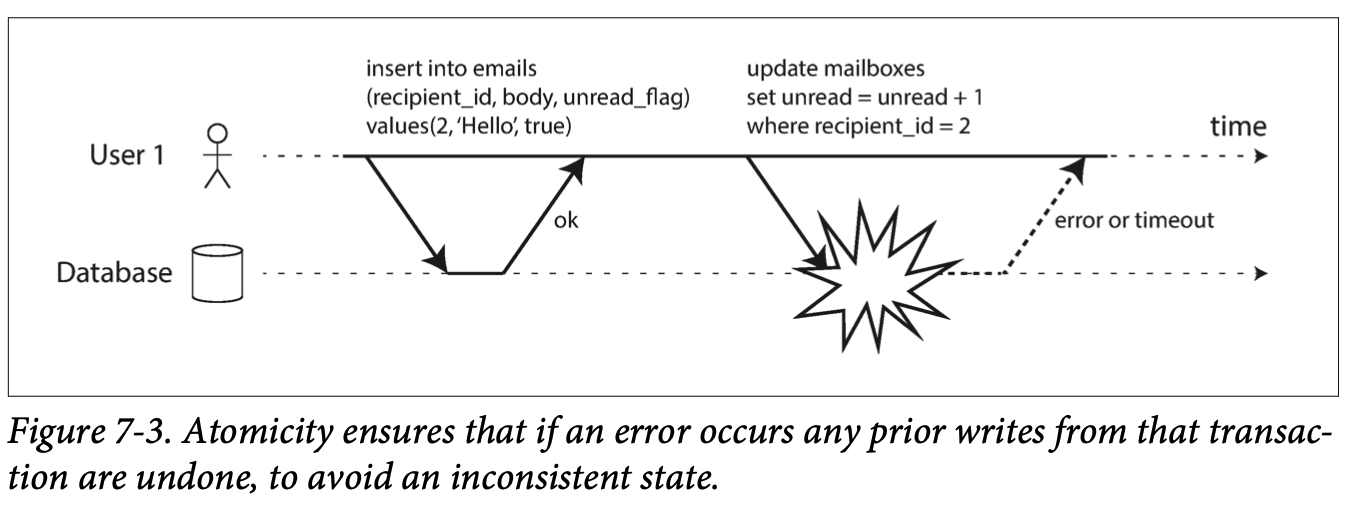 insert into emails
(recipient_id, body, unread_flag)
values(2, ‘Hello’, true)
update mailboxes
set unread = unread + 1
where recipient_id = 2
time
User 1
ok
error or timeout
Database
Figure 7-3. Atomicity ensures that if an error occurs any prior writes from that transac-
tion are undone, to avoid an inconsistent state.